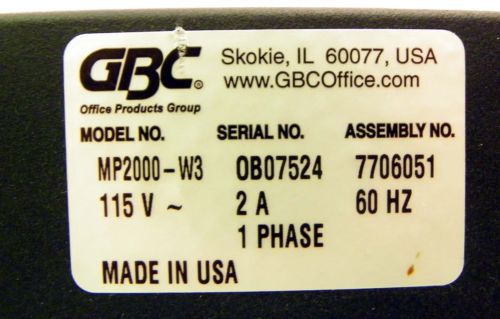 GBC®
Office Products Group
Skokie, IL 60077, USA
www.GBCOffice.com
MODEL NO. SERIAL NO. ASSEMBLY NO.
MP2000-W3 OB07524 7706051
115 V ~ 2 A 60 HZ
1 PHASE
MADE IN USA